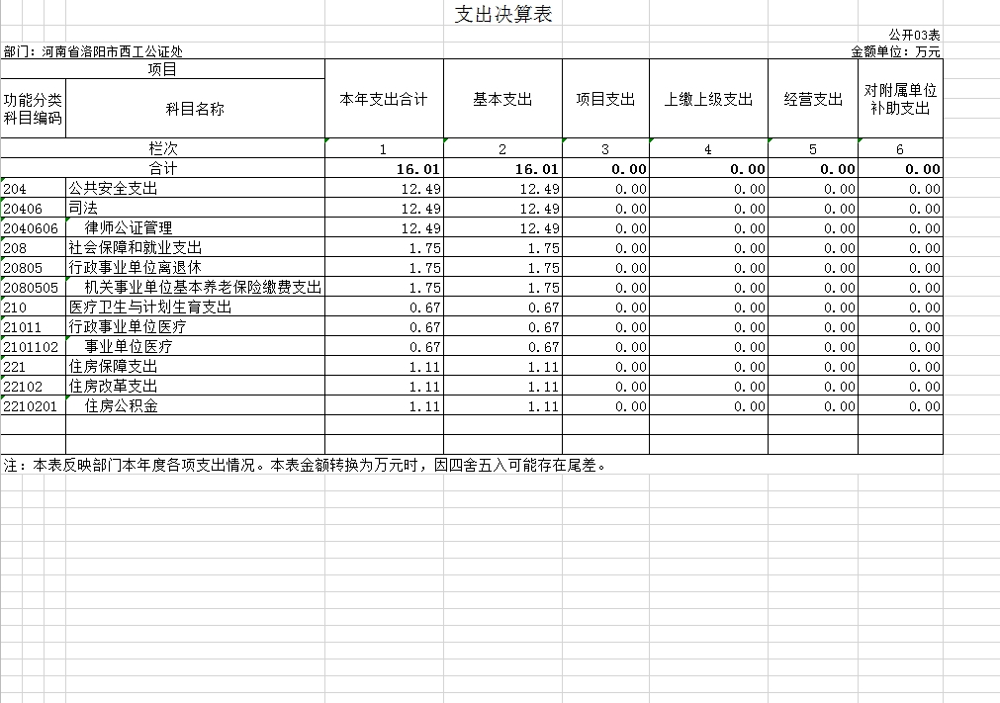 支出决算表
公开03表
部门：河南省洛阳市西工公证处 金额单位：万元
项目 本年支出合计 基本支出 项目支出 上缴上级支出 经营支出 对附属单位补助支出
功能分类科目编码 科目名称
栏次 1 2 3 4 5 6
合计 16.01 16.01 0.00 0.00 0.00 0.00
204 公共安全支出 12.49 12.49 0.00 0.00 0.00 0.00
20406 司法 12.49 12.49 0.00 0.00 0.00 0.00
2040606 律师公证管理 12.49 12.49 0.00 0.00 0.00 0.00
208 社会保障和就业支出 1.75 1.75 0.00 0.00 0.00 0.00
20805 行政事业单位离退休 1.75 1.75 0.00 0.00 0.00 0.00
2080505 机关事业单位基本养老保险缴费支出 1.75 1.75 0.00 0.00 0.00 0.00
210 医疗卫生与计划生育支出 0.67 0.67 0.00 0.00 0.00 0.00
21011 行政事业单位医疗 0.67 0.67 0.00 0.00 0.00 0.00
2101102 事业单位医疗 0.67 0.67 0.00 0.00 0.00 0.00
221 住房保障支出 1.11 1.11 0.00 0.00 0.00 0.00
22102 住房改革支出 1.11 1.11 0.00 0.00 0.00 0.00
2210201 住房公积金 1.11 1.11 0.00 0.00 0.00 0.00
注：本表反映部门本年度各项支出情况。本表金额转换为万元时，因四舍五入可能存在尾差。